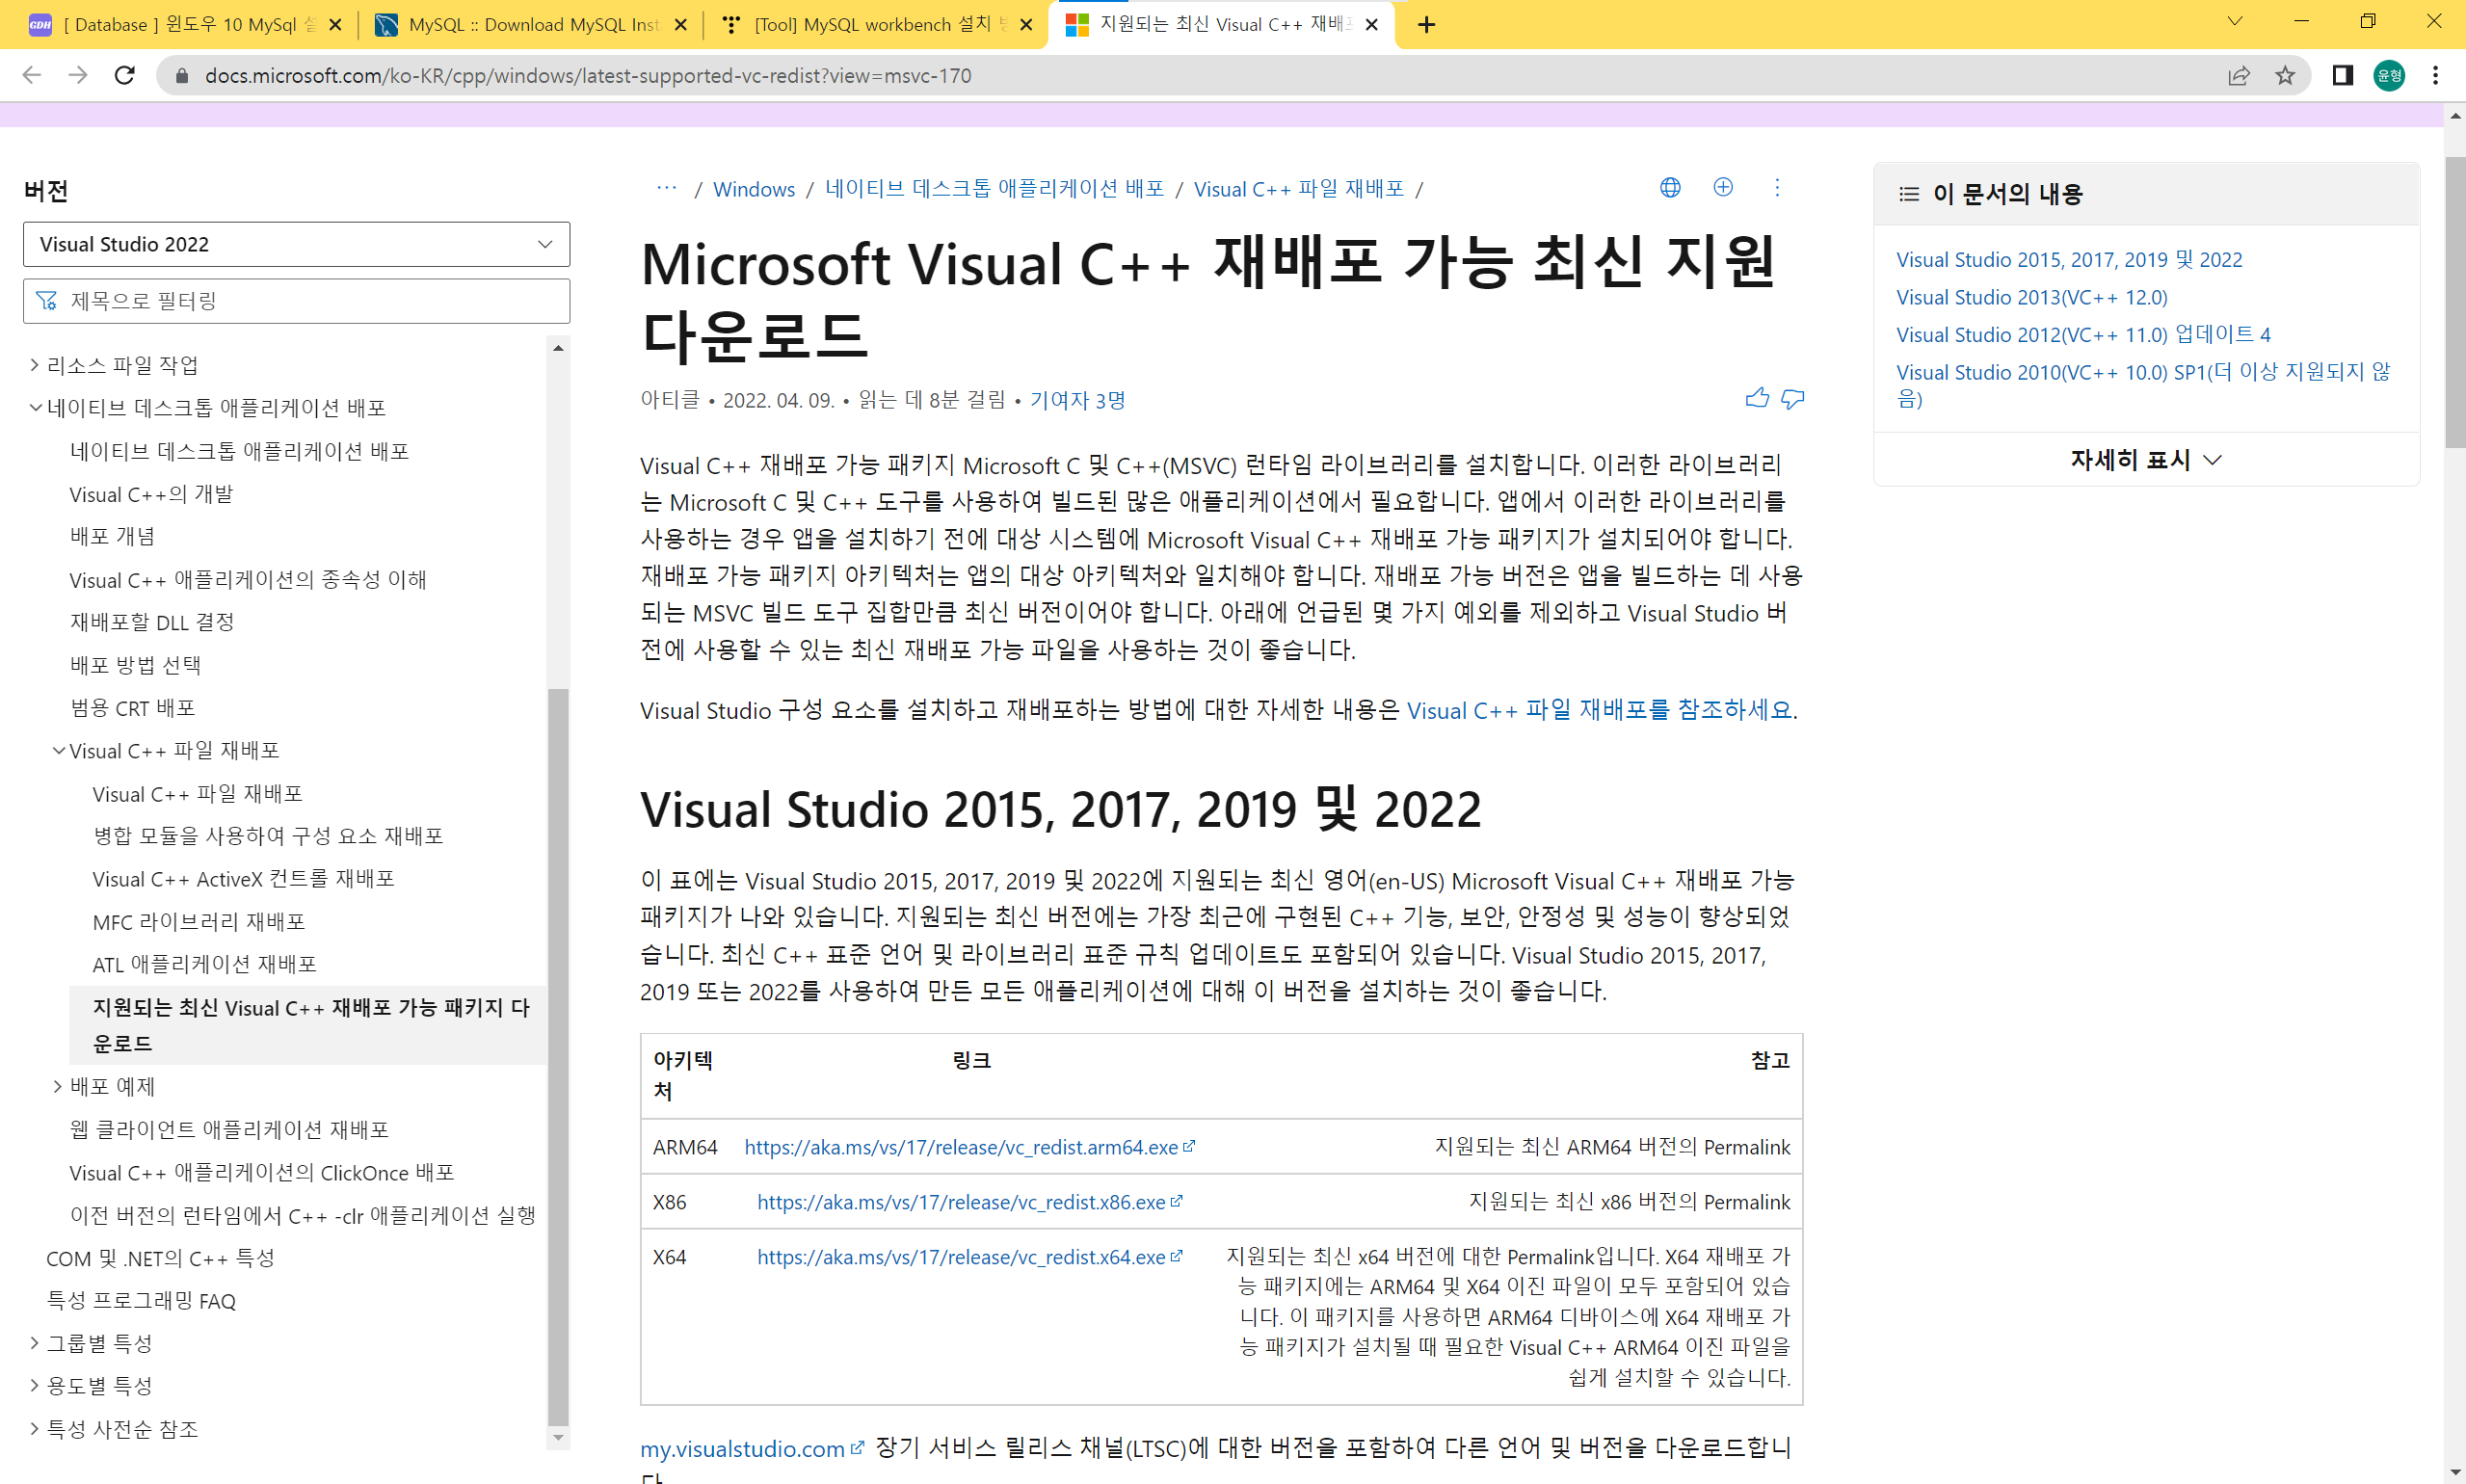 GDH [ Database ] 윈도우 10 MySql 설
MySQL :: Download MySQL Inst
[Tool] MySQL workbench 설치
지원되는 최신 Visual C++ 재배포
docs.microsoft.com/ko-KR/cpp/windows/latest-supported-vc-redist?view=msvc-170
윤형
버전
Visual Studio 2022
제목으로 필터링
리소스 파일 작업
네이티브 데스크톱 애플리케이션 배포
네이티브 데스크톱 애플리케이션 배포
Visual C++의 개발
배포 개념
Visual C++ 애플리케이션의 종속성 이해
재배포할 DLL 결정
배포 방법 선택
범용 CRT 배포
Visual C++ 파일 재배포
Visual C++ 파일 재배포
병합 모듈을 사용하여 구성 요소 재배포
Visual C++ ActiveX 컨트롤 재배포
MFC 라이브러리 재배포
ATL 애플리케이션 재배포
지원되는 최신 Visual C++ 재배포 가능 패키지 다
운로드
배포 예제
웹 클라이언트 애플리케이션 재배포
Visual C++ 애플리케이션의 ClickOnce 배포
이전 버전의 런타임에서 C++ -clr 애플리케이션 실행
COM 및 .NET의 C++ 특성
특성 프로그래밍 FAQ
그룹별 특성
용도별 특성
특성 사전순 참조
··· / Windows / 네이티브 데스크톱 애플리케이션 배포 / Visual C++ 파일 재배포 /
Microsoft Visual C++ 재배포 가능 최신 지원
다운로드
아티클 • 2022. 04. 09. • 읽는 데 8분 걸림 • 기여자 3명
Visual C++ 재배포 가능 패키지 Microsoft C 및 C++(MSVC) 런타임 라이브러리를 설치합니다. 이러한 라이브러리
는 Microsoft C 및 C++ 도구를 사용하여 빌드된 많은 애플리케이션에서 필요합니다. 앱에서 이러한 라이브러리를
사용하는 경우 앱을 설치하기 전에 대상 시스템에 Microsoft Visual C++ 재배포 가능 패키지가 설치되어야 합니다.
재배포 가능 패키지 아키텍처는 앱의 대상 아키텍처와 일치해야 합니다. 재배포 가능 버전은 앱을 빌드하는 데 사용
되는 MSVC 빌드 도구 집합만큼 최신 버전이어야 합니다. 아래에 언급된 몇 가지 예외를 제외하고 Visual Studio 버
전에 사용할 수 있는 최신 재배포 가능 파일을 사용하는 것이 좋습니다.
Visual Studio 구성 요소를 설치하고 재배포하는 방법에 대한 자세한 내용은 Visual C++ 파일 재배포를 참조하세요.
Visual Studio 2015, 2017, 2019 및 2022
이 표에는 Visual Studio 2015, 2017, 2019 및 2022에 지원되는 최신 영어(en-US) Microsoft Visual C++ 재배포 가능
패키지가 나와 있습니다. 지원되는 최신 버전에는 가장 최근에 구현된 C++ 기능, 보안, 안정성 및 성능이 향상되었
습니다. 최신 C++ 표준 언어 및 라이브러리 표준 규칙 업데이트도 포함되어 있습니다. Visual Studio 2015, 2017,
2019 또는 2022를 사용하여 만든 모든 애플리케이션에 대해 이 버전을 설치하는 것이 좋습니다.
아키텍 링크 참고
처
ARM64 https://aka.ms/vs/17/release/vc_redist.arm64.exe 지원되는 최신 ARM64 버전의 Permalink
X86 https://aka.ms/vs/17/release/vc_redist.x86.exe 지원되는 최신 x86 버전의 Permalink
X64 https://aka.ms/vs/17/release/vc_redist.x64.exe 지원되는 최신 x64 버전에 대한 Permalink입니다. X64 재배포 가
능 패키지에는 ARM64 및 X64 이진 파일이 모두 포함되어 있습
니다. 이 패키지를 사용하면 ARM64 디바이스에 X64 재배포 가
능 패키지가 설치될 때 필요한 Visual C++ ARM64 이진 파일을
쉽게 설치할 수 있습니다.
my.visualstudio.com 장기 서비스 릴리스 채널(LTSC)에 대한 버전을 포함하여 다른 언어 및 버전을 다운로드합니
이 문서의 내용
Visual Studio 2015, 2017, 2019 및 2022
Visual Studio 2013(VC++ 12.0)
Visual Studio 2012(VC++ 11.0) 업데이트 4
Visual Studio 2010(VC++ 10.0) SP1(더 이상 지원되지 않
음)
자세히 표시